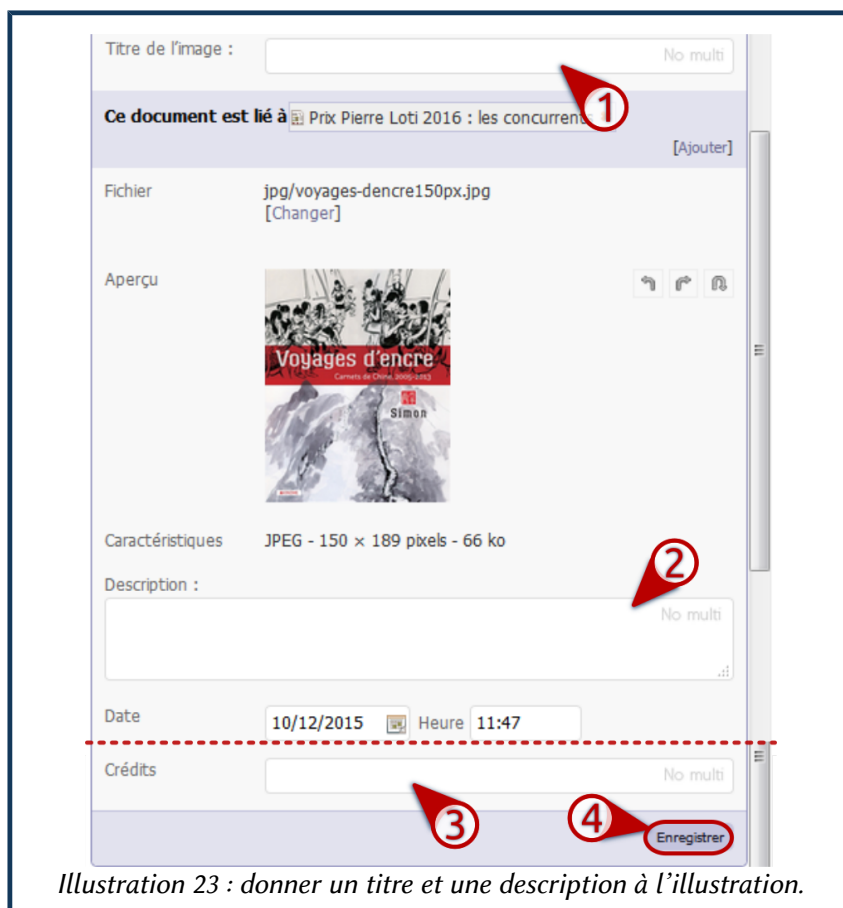 Titre de l'image :
No multi
1
Ce document est lié à Prix Pierre Loti 2016 : les concurrents
[Ajouter]
Fichier jpg/voyages-dencre150px.jpg
[Changer]
Aperçu
Voyages d'encre
Carnets de Chine, 2005-2013
Simon
Caractéristiques JPEG - 150 × 189 pixels - 66 ko
2
Description :
No multi
Date 10/12/2015 Heure 11:47
Crédits No multi
3
4
Enregistrer
Illustration 23 : donner un titre et une description à l'illustration.